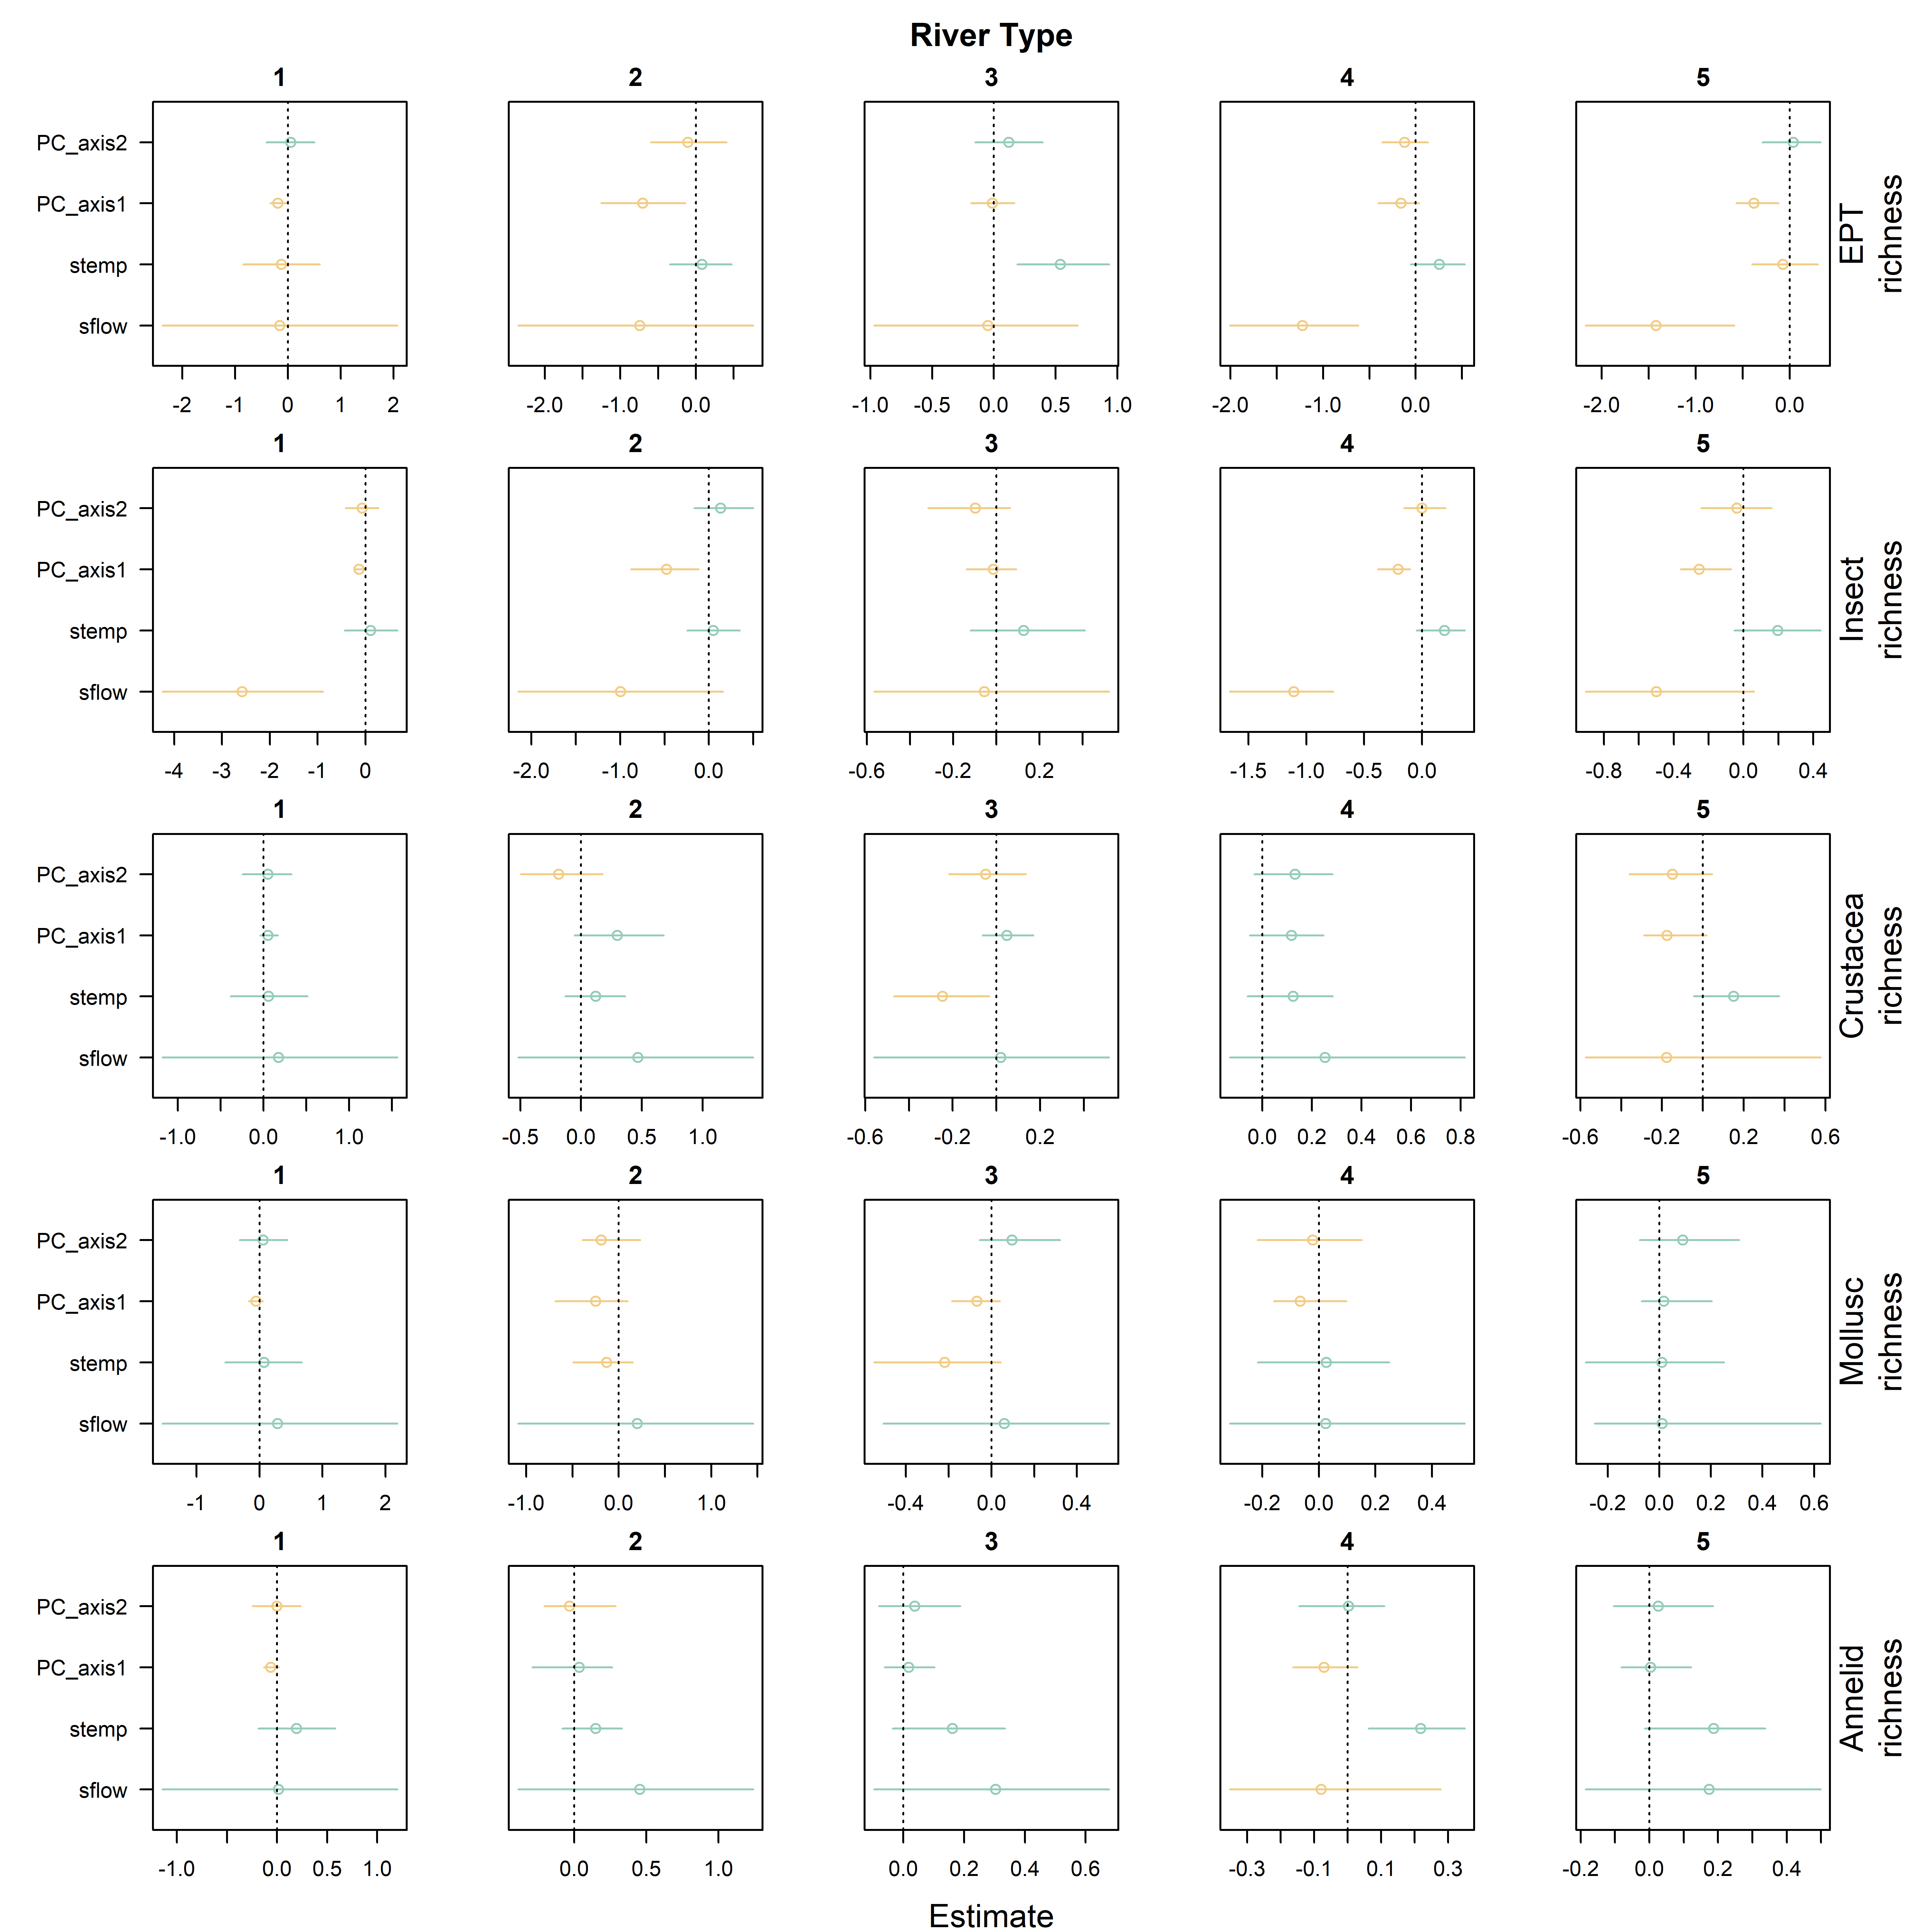 River Type
1 2 3 4 5
PC_axis2
PC_axis1
stemp
sflow
EPT
richness
-2 -1 0 1 2 -2.0 -1.0 0.0 -1.0 -0.5 0.0 0.5 1.0 -2.0 -1.0 0.0 -2.0 -1.0 0.0
1 2 3 4 5
PC_axis2
PC_axis1
stemp
sflow
Insect
richness
-4 -3 -2 -1 0 -2.0 -1.0 0.0 -0.6 -0.2 0.2 -1.5 -1.0 -0.5 0.0 -0.8 -0.4 0.0 0.4
1 2 3 4 5
PC_axis2
PC_axis1
stemp
sflow
Crustacea
richness
-1.0 0.0 1.0 -0.5 0.0 0.5 1.0 -0.6 -0.2 0.2 0.0 0.2 0.4 0.6 0.8 -0.6 -0.2 0.2 0.6
1 2 3 4 5
PC_axis2
PC_axis1
stemp
sflow
Mollusc
richness
-1 0 1 2 -1.0 0.0 1.0 -0.4 0.0 0.4 -0.2 0.0 0.2 0.4 -0.2 0.0 0.2 0.4 0.6
1 2 3 4 5
PC_axis2
PC_axis1
stemp
sflow
Annelid
richness
-1.0 0.0 0.5 1.0 0.0 0.5 1.0 0.0 0.2 0.4 0.6 -0.3 -0.1 0.1 0.3 -0.2 0.0 0.2 0.4
Estimate